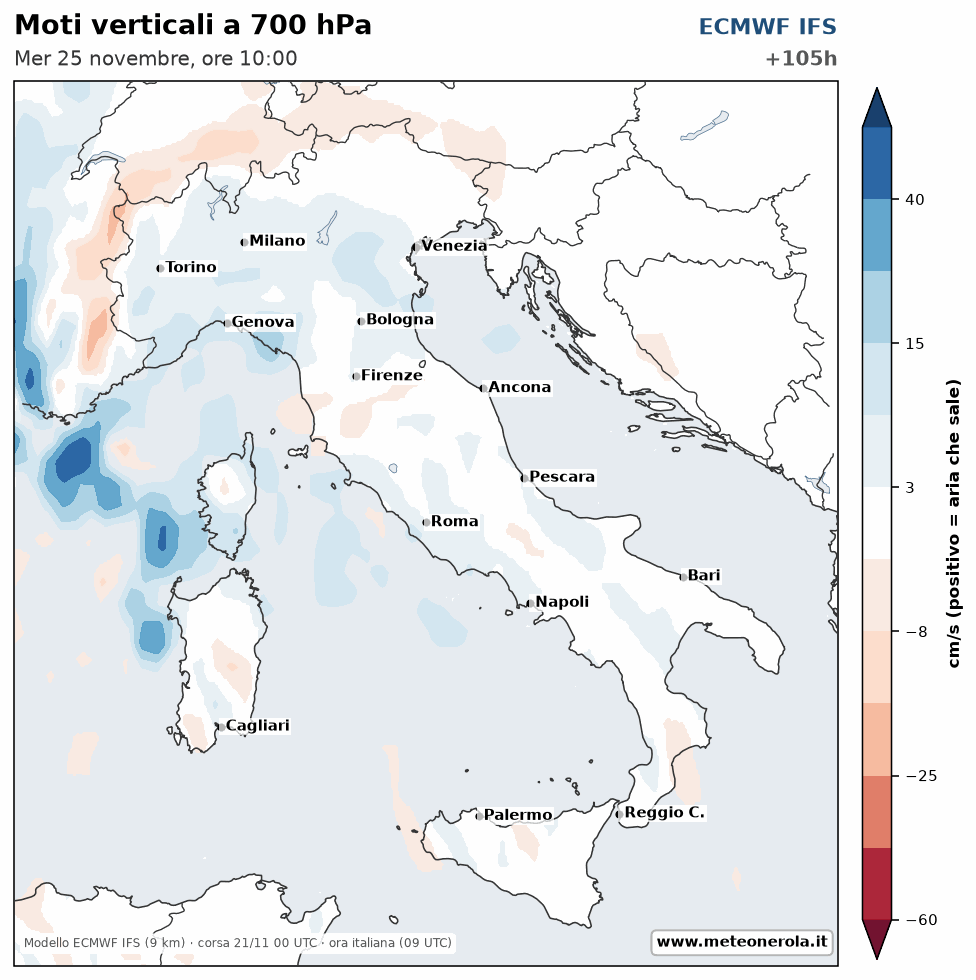 Moti verticali a 700 hPa
ECMWF IFS
Mer 25 novembre, ore 10:00
+105h
Milano
Venezia
Torino
Genova
Bologna
Firenze
Ancona
Pescara
Roma
Bari
Napoli
Cagliari
Palermo
Reggio C.
40
15
3
−8
−25
−60
cm/s (positivo = aria che sale)
Modello ECMWF IFS (9 km) · corsa 21/11 00 UTC · ora italiana (09 UTC)
www.meteonerola.it